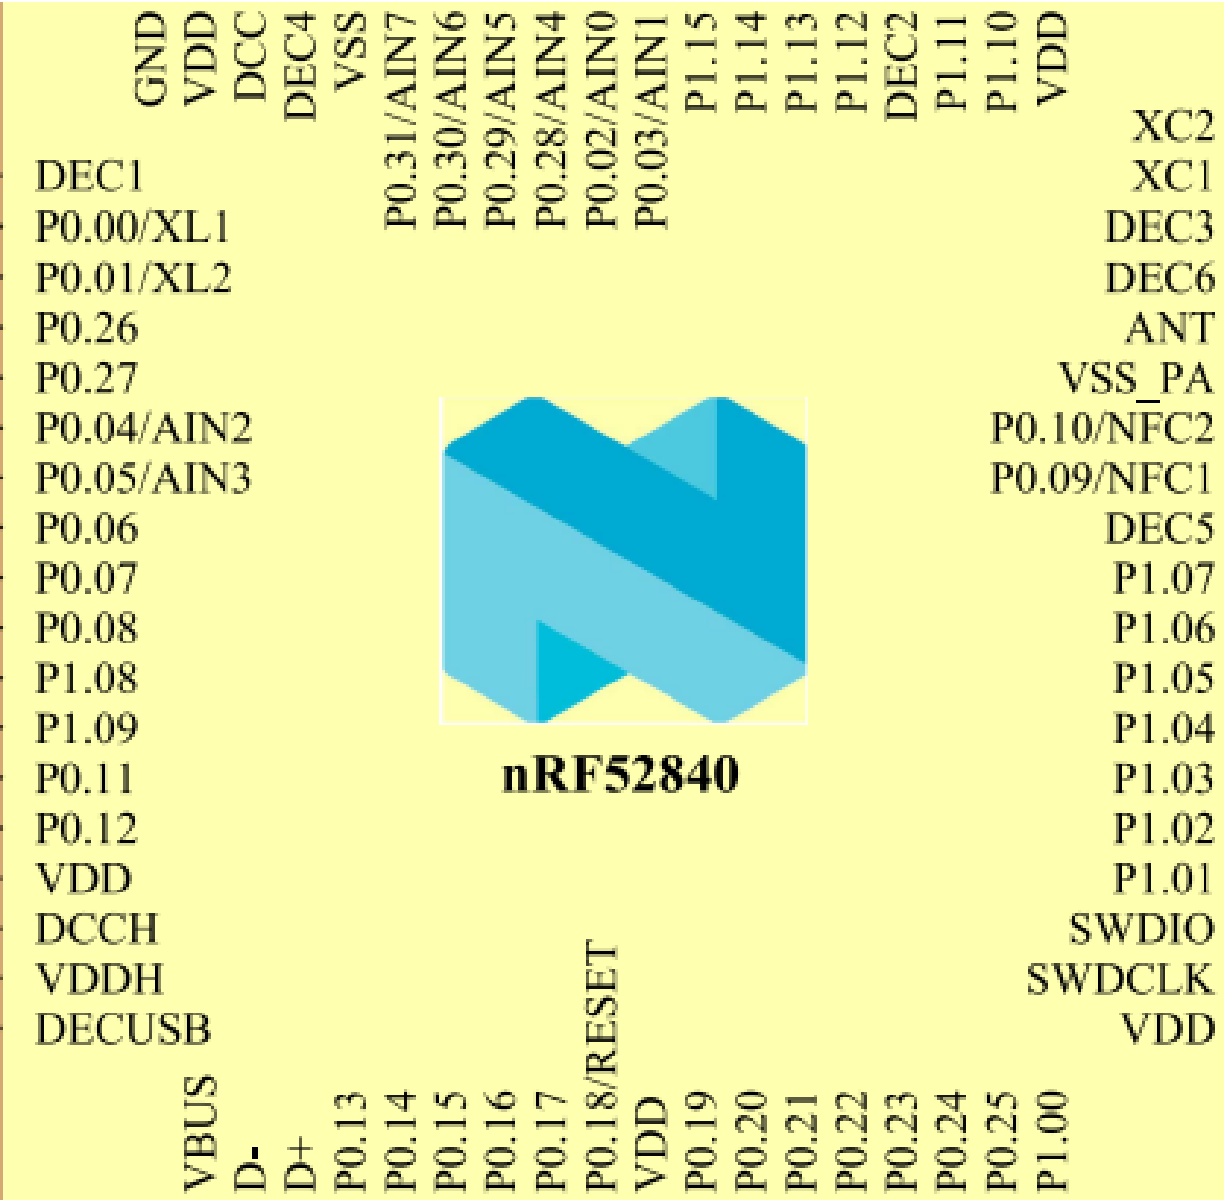 GND
VDD
DCC
DEC4
VSS
P0.31/AIN7
P0.30/AIN6
P0.29/AIN5
P0.28/AIN4
P0.02/AIN0
P0.03/AIN1
P1.15
P1.14
P1.13
P1.12
DEC2
P1.11
P1.10
VDD
DEC1
P0.00/XL1
P0.01/XL2
P0.26
P0.27
P0.04/AIN2
P0.05/AIN3
P0.06
P0.07
P0.08
P1.08
P1.09
P0.11
P0.12
VDD
DCCH
VDDH
DECUSB
nRF52840
XC2
XC1
DEC3
DEC6
ANT
VSS_PA
P0.10/NFC2
P0.09/NFC1
DEC5
P1.07
P1.06
P1.05
P1.04
P1.03
P1.02
P1.01
SWDIO
SWDCLK
VDD
VBUS
D-
D+
P0.13
P0.14
P0.15
P0.16
P0.17
P0.18/RESET
VDD
P0.19
P0.20
P0.21
P0.22
P0.23
P0.24
P0.25
P1.00